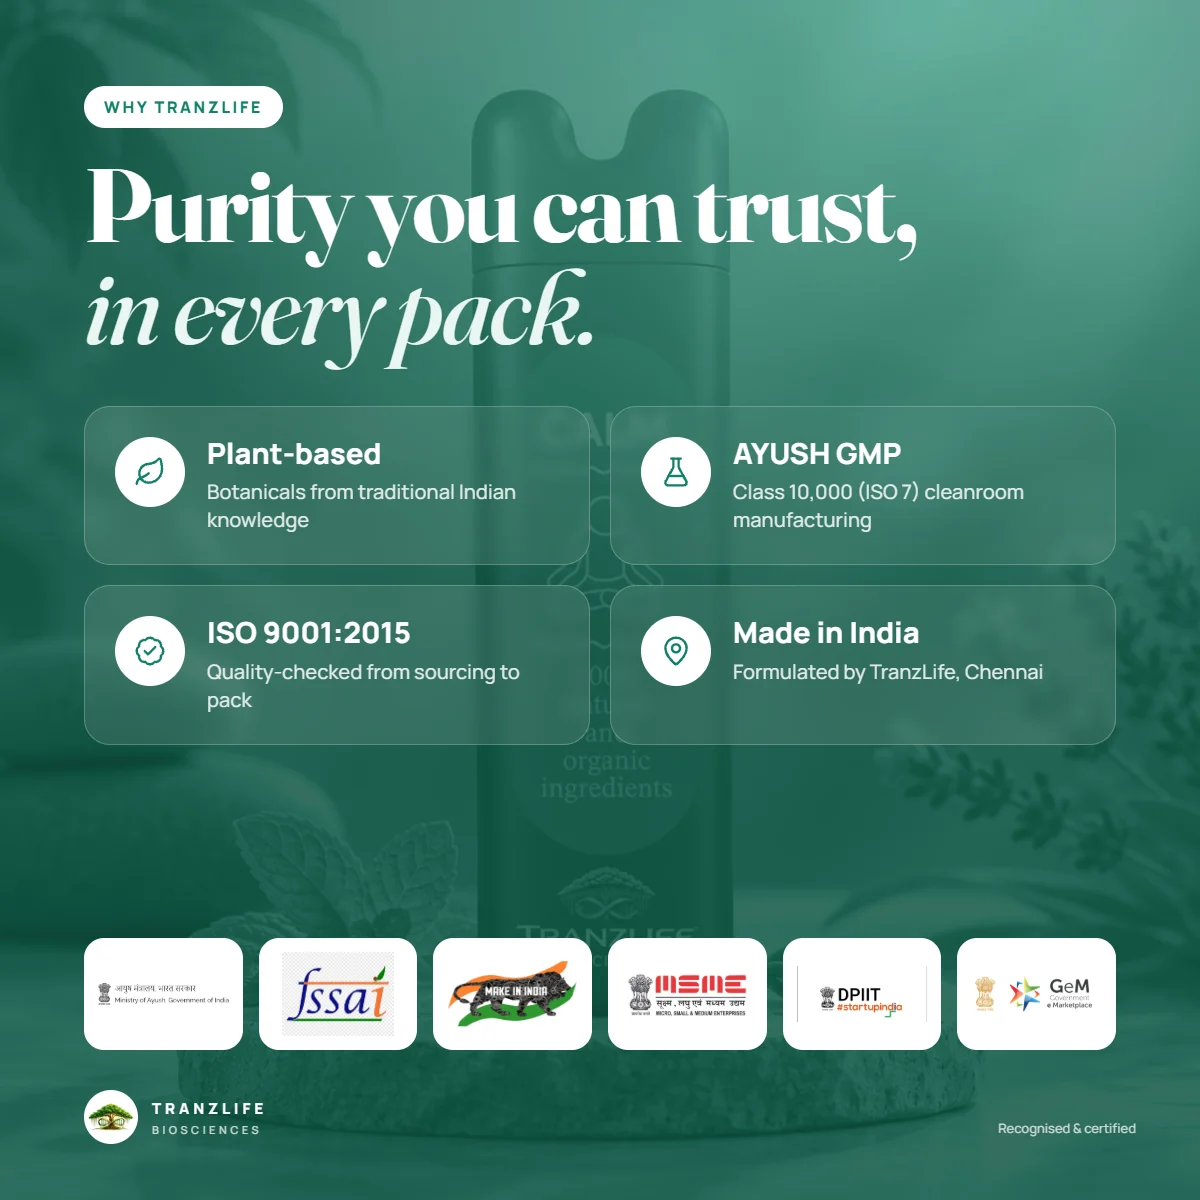 WHY TRANZLIFE
Purity you can trust,
in every pack.
Plant-based
Botanicals from traditional Indian
knowledge
AYUSH GMP
Class 10,000 (ISO 7) cleanroom
manufacturing
ISO 9001:2015
Quality-checked from sourcing to
pack
Made in India
Formulated by TranzLife, Chennai
organic
ingredients
TRANZLIFE
आयुष मंत्रालय, भारत सरकार
Ministry of Ayush, Government of India
fssai
MAKE IN INDIA
MSME
सूक्ष्म, लघु एवं मध्यम उद्यम
MICRO, SMALL & MEDIUM ENTERPRISES
DPIIT
#startupindia
GeM
Government
e Marketplace
TRANZLIFE
BIOSCIENCES
Recognised & certified